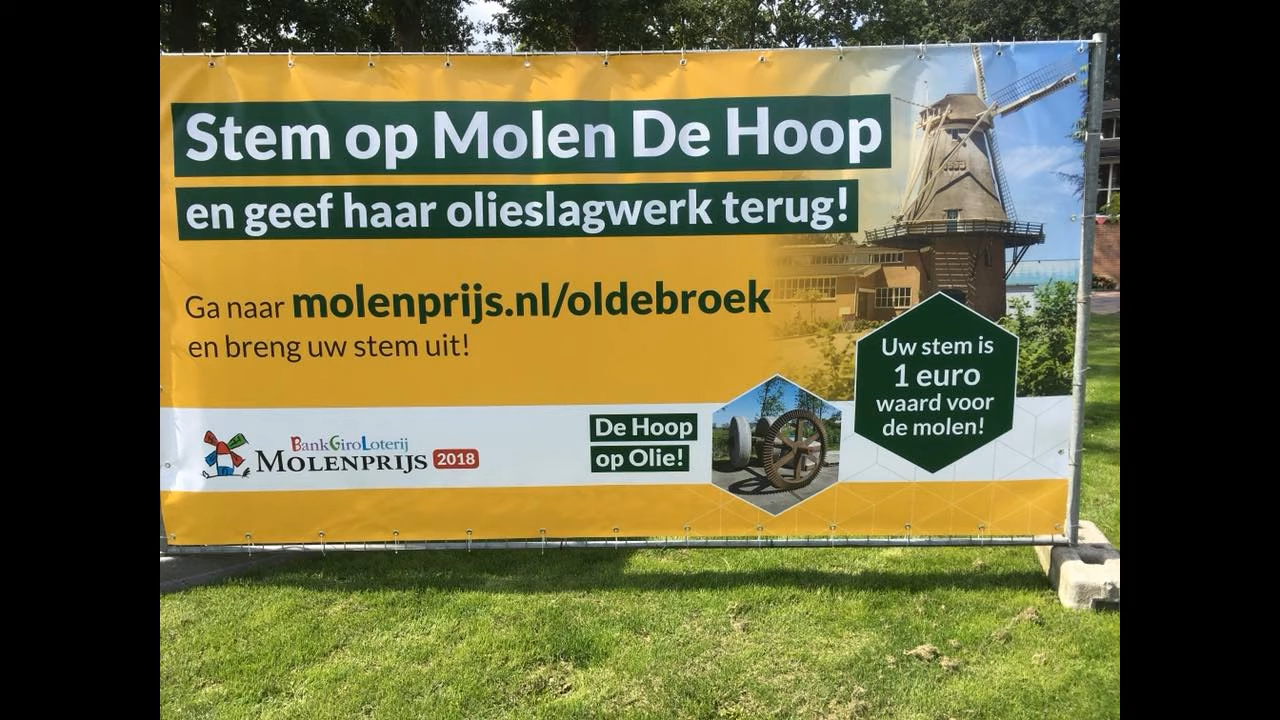 Stem op Molen De Hoop
en geef haar olieslagwerk terug!
Ga naar molenprijs.nl/oldebroek
en breng uw stem uit!
Uw stem is
1 euro
waard voor
de molen!
BankGiroLoterij
MOLENPRIJS 2018
De Hoop
op Olie!